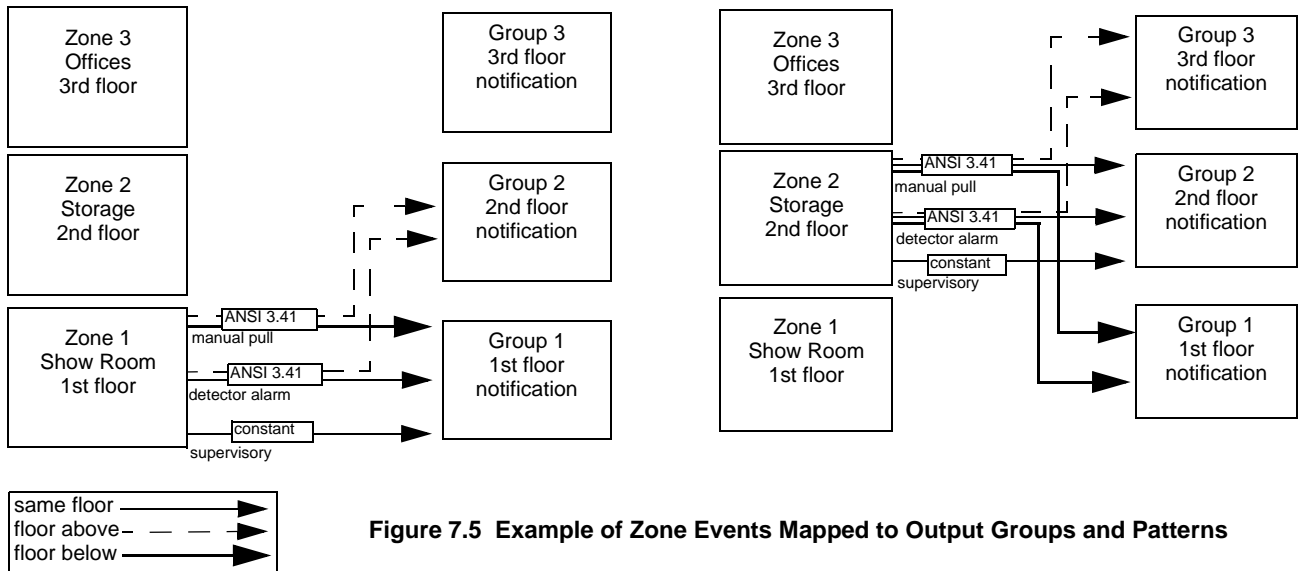 Zone 3
Offices
3rd floor
Group 3
3rd floor
notification
Zone 2
Storage
2nd floor
Group 2
2nd floor
notification
Zone 1
Show Room
1st floor
ANSI 3.41
manual pull
ANSI 3.41
detector alarm
constant
supervisory
Group 1
1st floor
notification
Zone 3
Offices
3rd floor
Group 3
3rd floor
notification
Zone 2
Storage
2nd floor
ANSI 3.41
manual pull
ANSI 3.41
detector alarm
constant
supervisory
Group 2
2nd floor
notification
Zone 1
Show Room
1st floor
Group 1
1st floor
notification
same floor
floor above
floor below
Figure 7.5 Example of Zone Events Mapped to Output Groups and Patterns